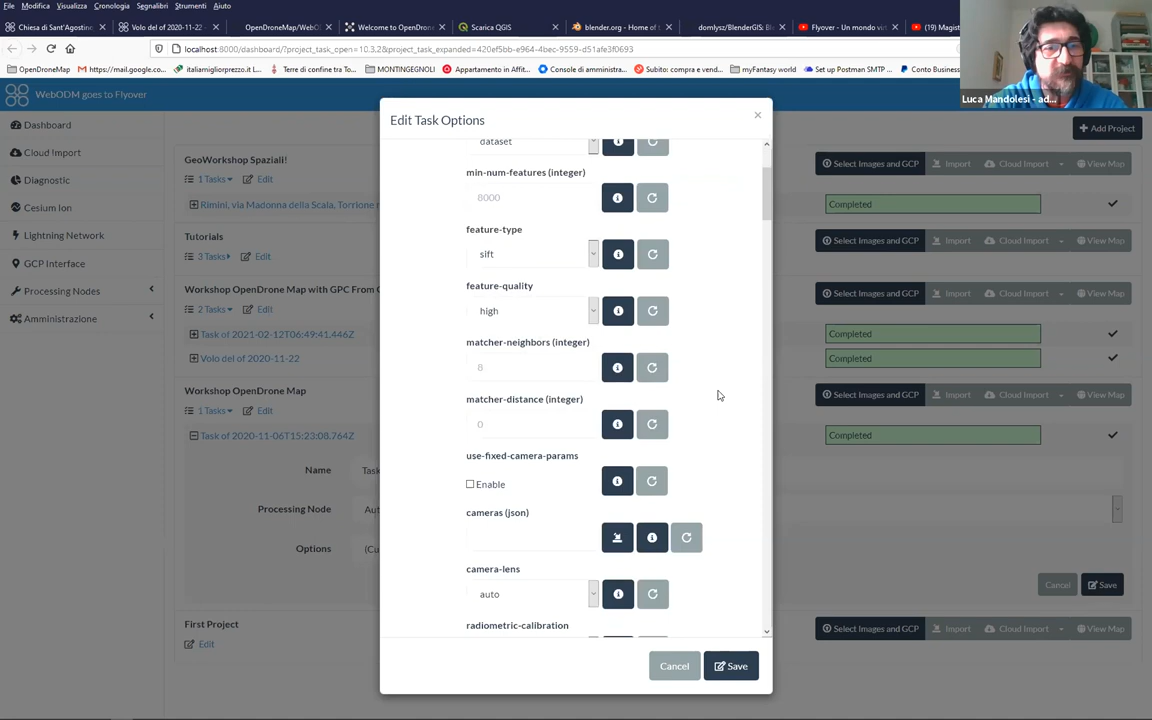 File Modifica Visualizza Cronologia Segnalibri Strumenti Aiuto
Chiesa di Sant'Agostino Volo del of 2020-11-22 OpenDroneMap/WebO Welcome to OpenDron Scarica QGIS blender.org - Home of domlysz/BlenderGIS: Bl Flyover - Un mondo vi (19) Magist
localhost:8000/dashboard/?project_task_open=10.3.2&project_task_expanded=420ef5bb-e964-4bec-9559-d51afe3f0693
OpenDroneMap https://mail.google.co... italiamigliorprezzo.it L... Terre di confine tra To... MONTINGEGNOLI Appartamento in Affit... Console di amministra... Subito: compra e vend... myFantasy world Set up Postman SMTP ... Conto Business
Luca Mandolesi - ad...
WebODM goes to Flyover
Dashboard
Cloud Import
Diagnostic
Cesium Ion
Lightning Network
GCP Interface
Processing Nodes
Amministrazione
Add Project
GeoWorkshop Spaziali!
1 Tasks Edit
Select Images and GCP Import Cloud Import View Map
Rimini, via Madonna della Scala, Torrione
Completed
Tutorials
3 Tasks Edit
Select Images and GCP Import Cloud Import View Map
Workshop OpenDrone Map with GPC From
2 Tasks Edit
Select Images and GCP Import Cloud Import View Map
Task of 2021-02-12T06:49:41.446Z
Completed
Volo del of 2020-11-22
Completed
Workshop OpenDrone Map
1 Tasks Edit
Select Images and GCP Import Cloud Import View Map
Task of 2020-11-06T15:23:08.764Z
Completed
Name Task
Processing Node Aut
Options (Cu
Cancel Save
First Project
Edit
Select Images and GCP Import Cloud Import View Map
Edit Task Options
×
dataset
min-num-features (integer)
8000
feature-type
sift
feature-quality
high
matcher-neighbors (integer)
8
matcher-distance (integer)
0
use-fixed-camera-params
Enable
cameras (json)
camera-lens
auto
radiometric-calibration
Cancel Save